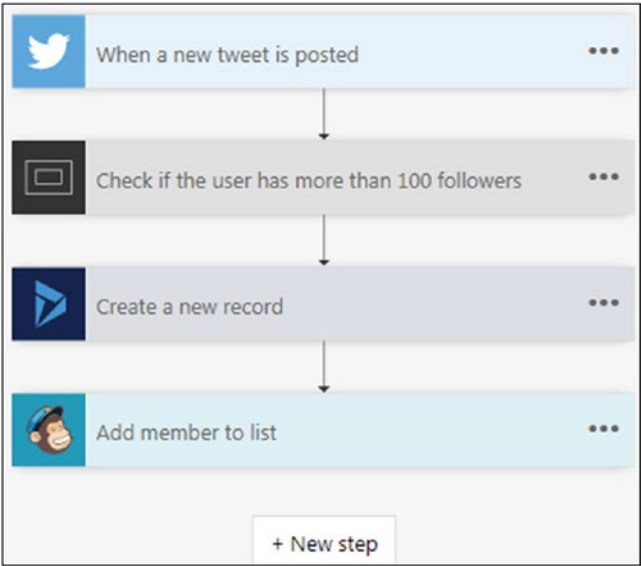 When a new tweet is posted
Check if the user has more than 100 followers
Create a new record
Add member to list
+ New step